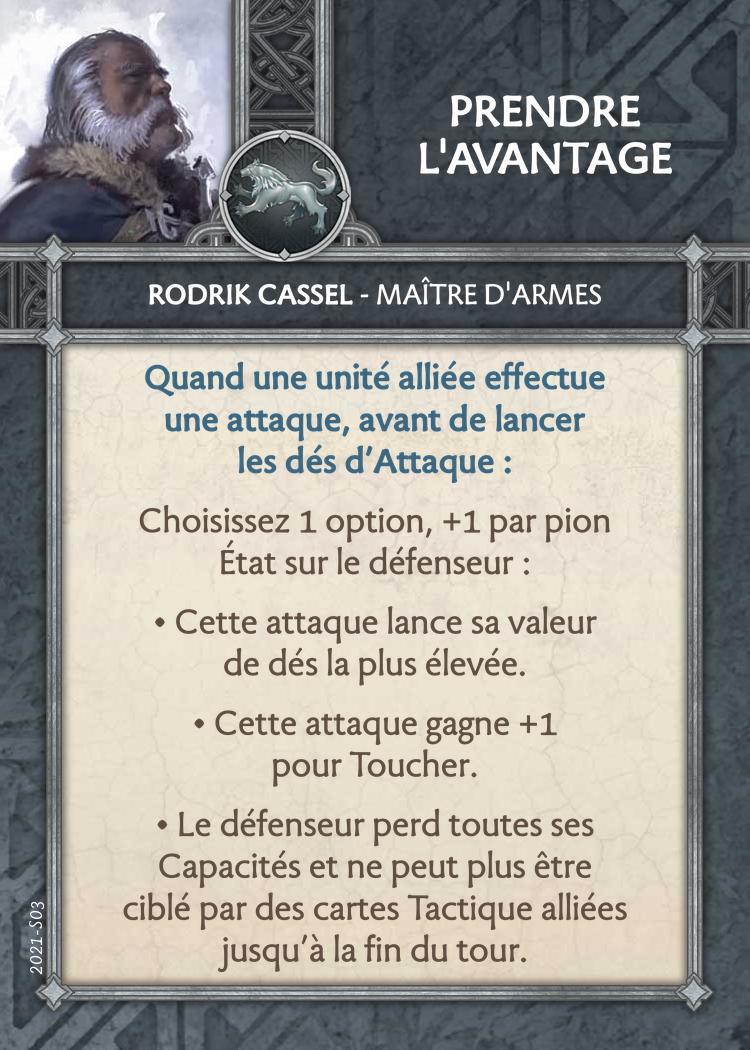 PRENDRE
L'AVANTAGE
RODRIK CASSEL - MAÎTRE D'ARMES
Quand une unité alliée effectue
une attaque, avant de lancer
les dés d’Attaque :
Choisissez 1 option, +1 par pion
État sur le défenseur :
• Cette attaque lance sa valeur
de dés la plus élevée.
• Cette attaque gagne +1
pour Toucher.
• Le défenseur perd toutes ses
Capacités et ne peut plus être
ciblé par des cartes Tactique alliées
jusqu’à la fin du tour.
2021-S03